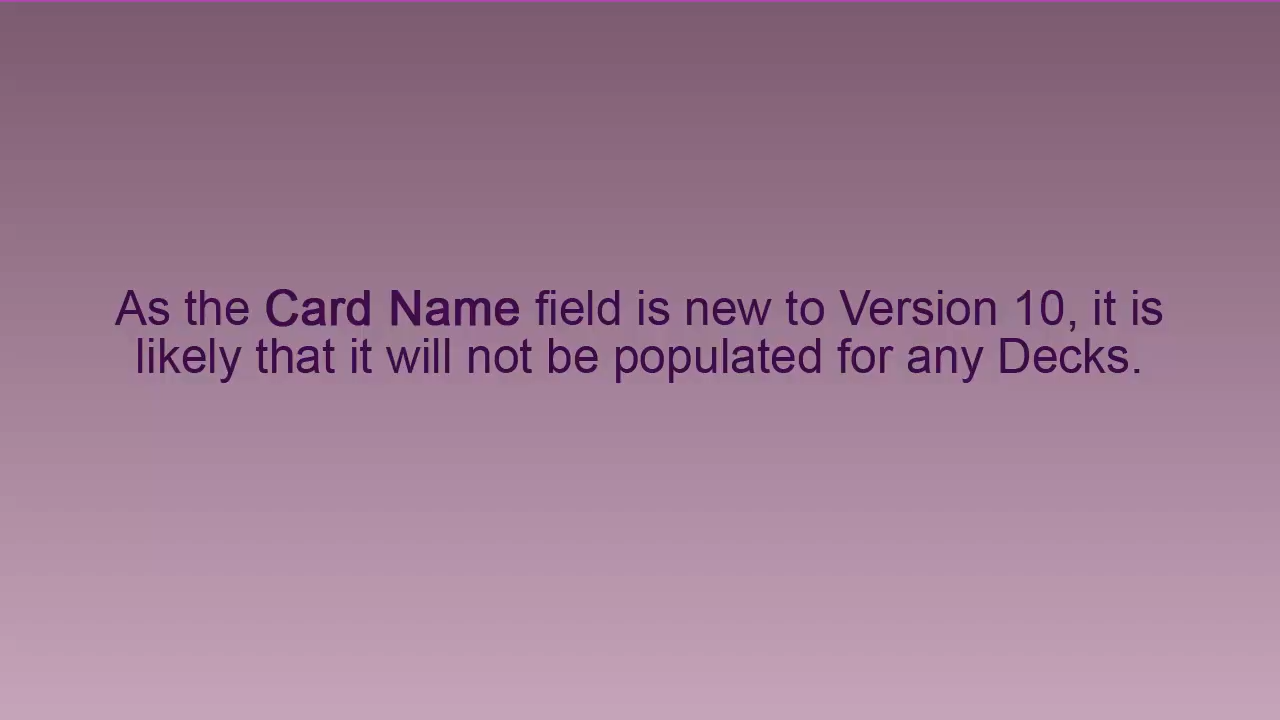 As the Card Name field is new to Version 10, it is
likely that it will not be populated for any Decks.